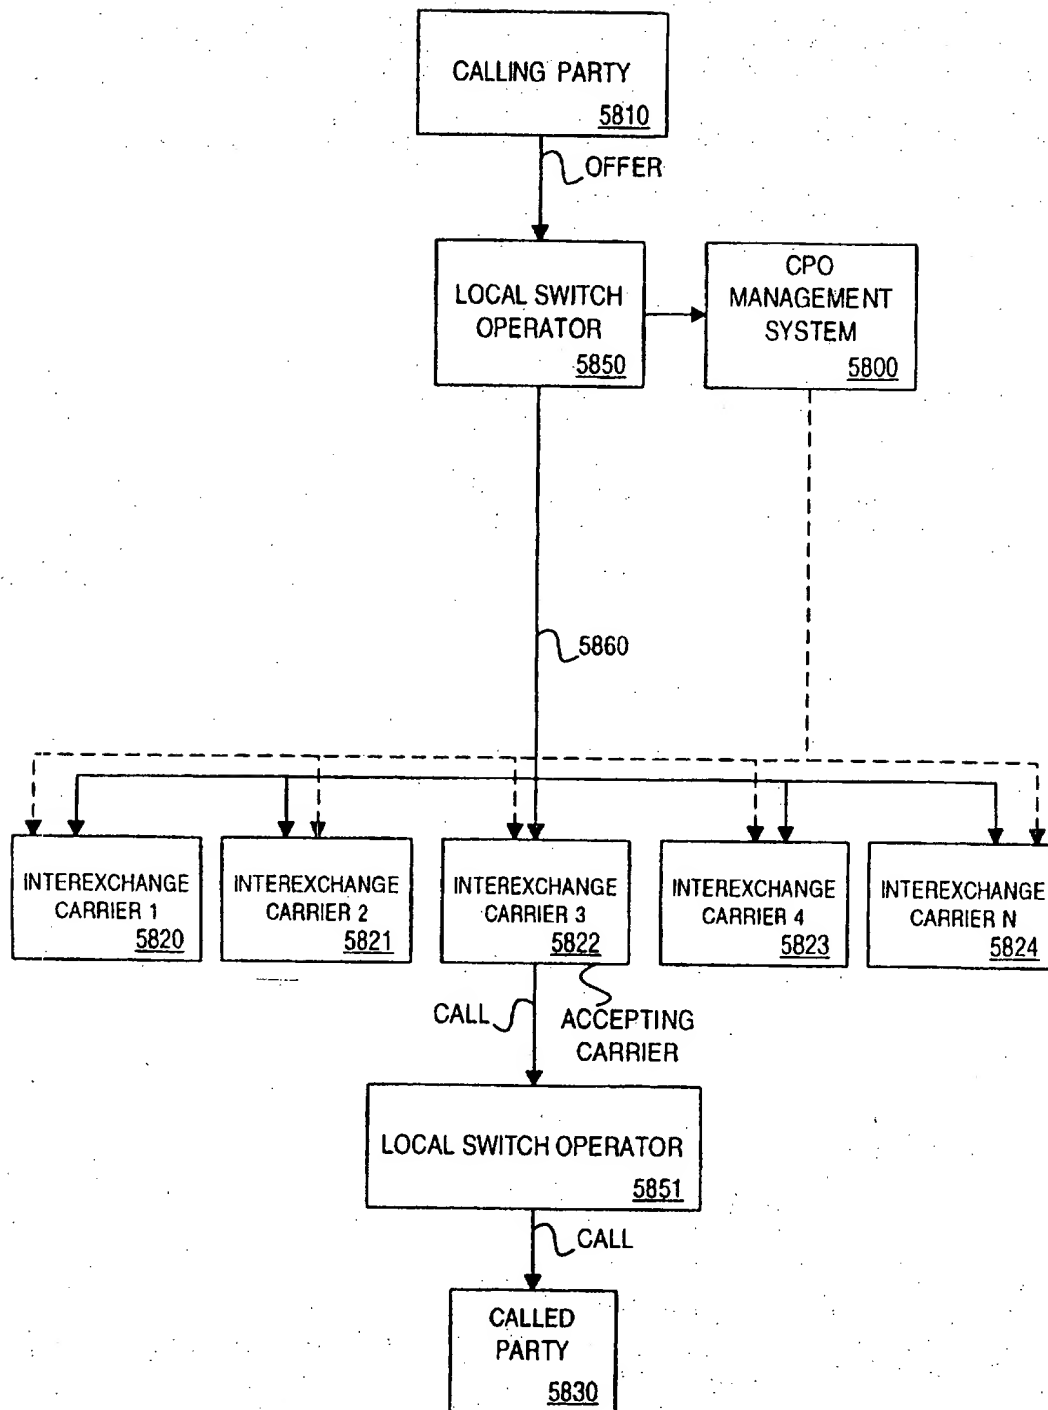 CALLING PARTY
5810
OFFER
LOCAL SWITCH
OPERATOR
5850
CPO
MANAGEMENT
SYSTEM
5800
5860
INTEREXCHANGE
CARRIER 1
5820
INTEREXCHANGE
CARRIER 2
5821
INTEREXCHANGE
CARRIER 3
5822
INTEREXCHANGE
CARRIER 4
5823
INTEREXCHANGE
CARRIER N
5824
CALL
ACCEPTING
CARRIER
LOCAL SWITCH OPERATOR
5851
CALL
CALLED
PARTY
5830